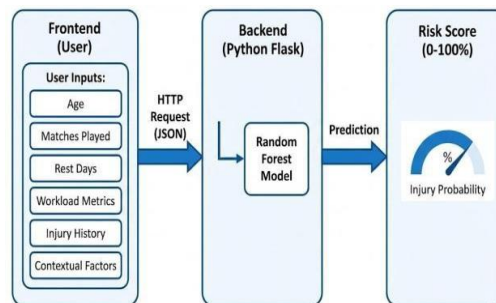 Frontend
(User)
User Inputs:
Age
Matches Played
Rest Days
Workload Metrics
Injury History
Contextual Factors
HTTP
Request
(JSON)
Backend
(Python Flask)
Random
Forest
Model
Prediction
Risk Score
(0-100%)
%
Injury Probability